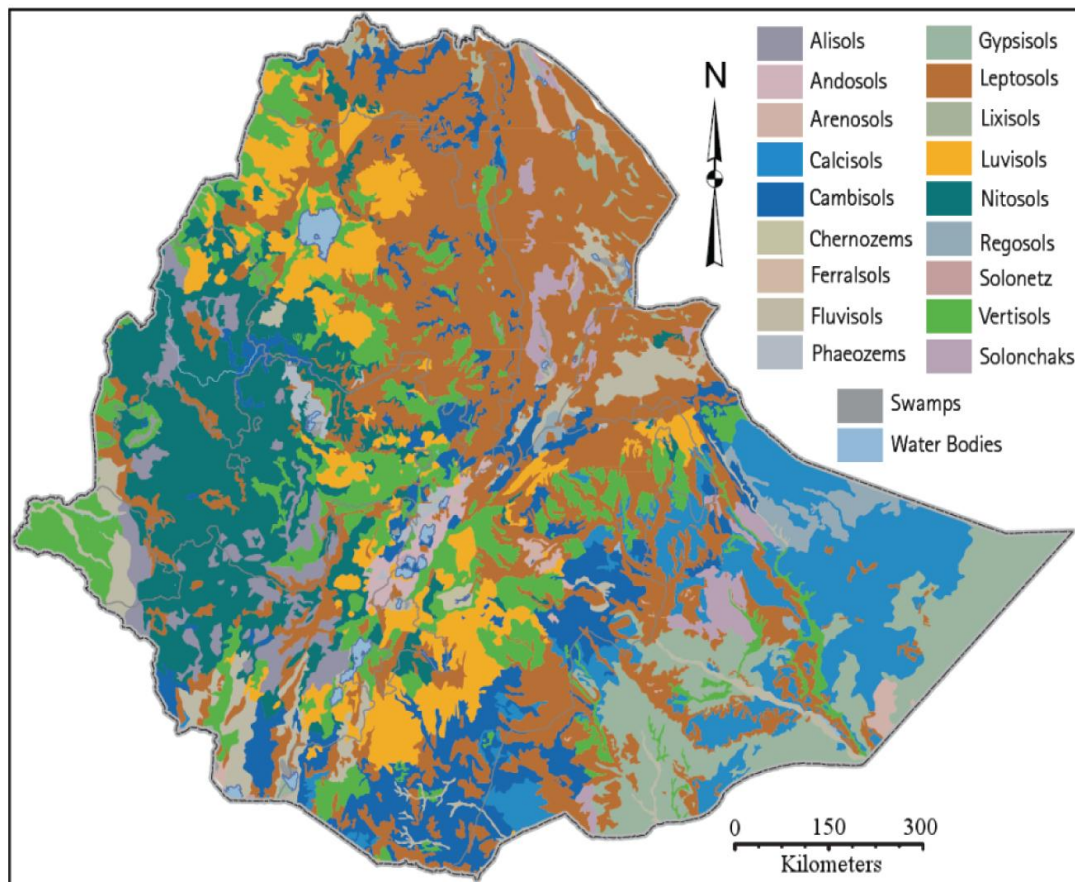 Alisols
Andosols
Arenosols
Calcisols
Cambisols
Chernozems
Ferralsols
Fluvisols
Phaeozems
Gypsisols
Leptosols
Lixisols
Luvisols
Nitosols
Regosols
Solonetz
Vertisols
Solonchaks
Swamps
Water Bodies
N
0 150 300
Kilometers